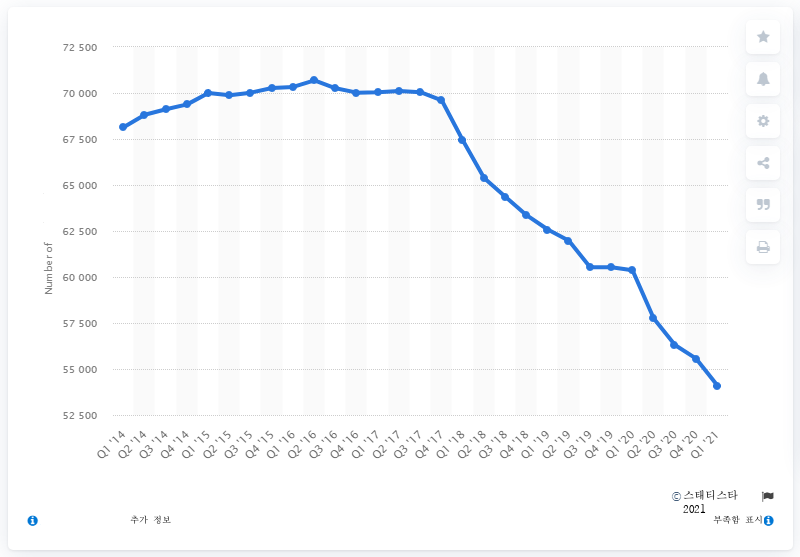 72 500
70 000
67 500
65 000
62 500
60 000
57 500
55 000
52 500
Number of
Q1 '14
Q2 '14
Q3 '14
Q4 '14
Q1 '15
Q2 '15
Q3 '15
Q4 '15
Q1 '16
Q2 '16
Q3 '16
Q4 '16
Q1 '17
Q2 '17
Q3 '17
Q4 '17
Q1 '18
Q2 '18
Q3 '18
Q4 '18
Q1 '19
Q2 '19
Q3 '19
Q4 '19
Q1 '20
Q2 '20
Q3 '20
Q4 '20
Q1 '21
© 스태티스타
2021
추가 정보
부족함 표시